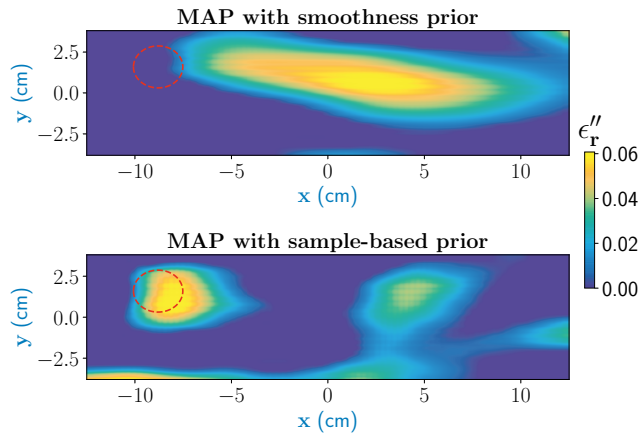 MAP with smoothness prior
2.5
0.0
−2.5
y (cm)
−10 −5 0 5 10
x (cm)
ϵ″r
0.06
0.04
0.02
0.00
MAP with sample-based prior
2.5
0.0
−2.5
y (cm)
−10 −5 0 5 10
x (cm)